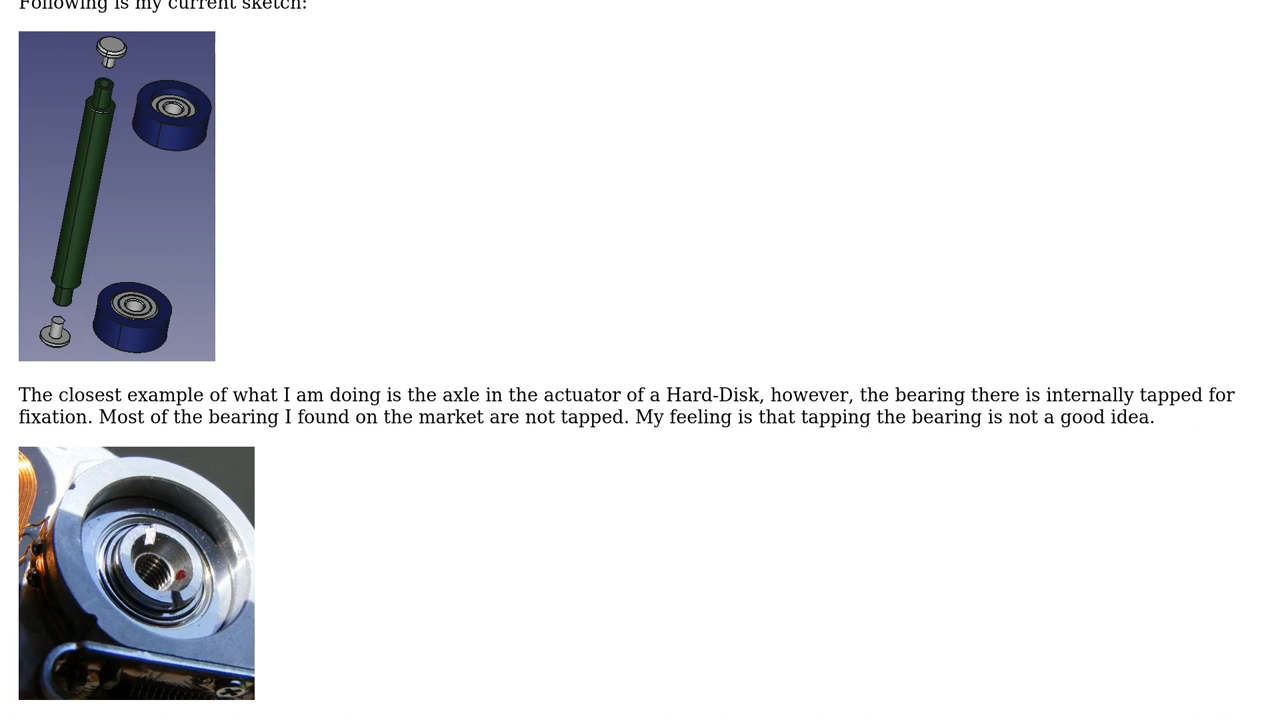 Following is my current sketch:
The closest example of what I am doing is the axle in the actuator of a Hard-Disk, however, the bearing there is internally tapped for
fixation. Most of the bearing I found on the market are not tapped. My feeling is that tapping the bearing is not a good idea.